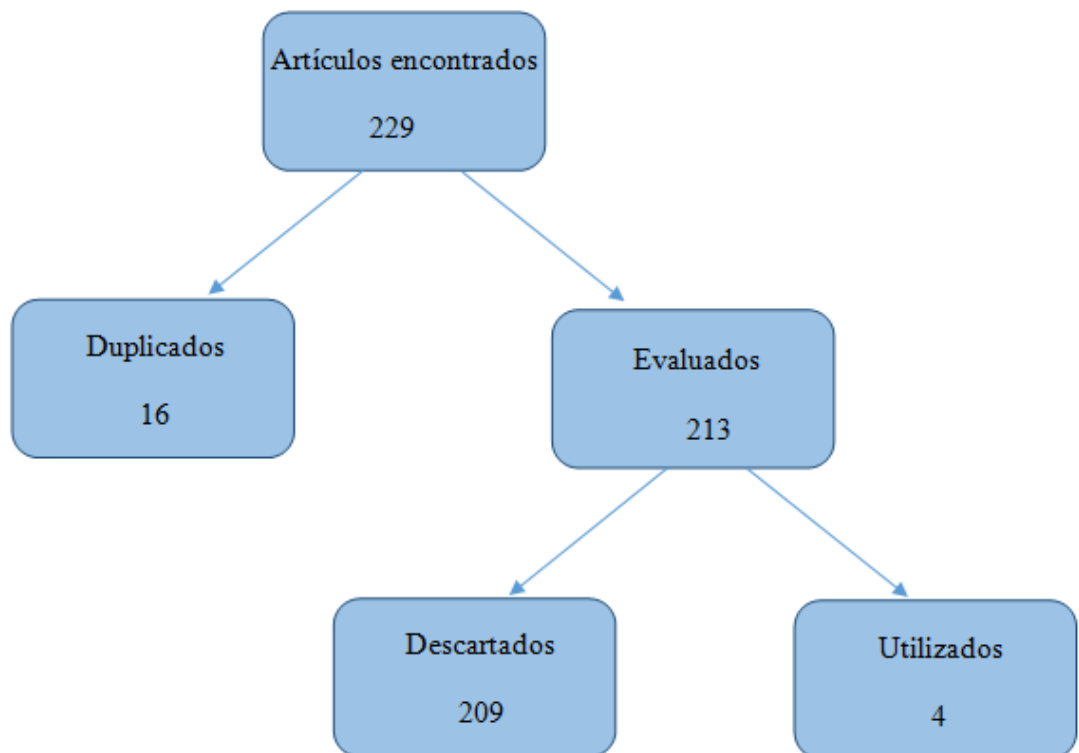 Artículos encontrados
229
Duplicados
16
Evaluados
213
Descartados
209
Utilizados
4